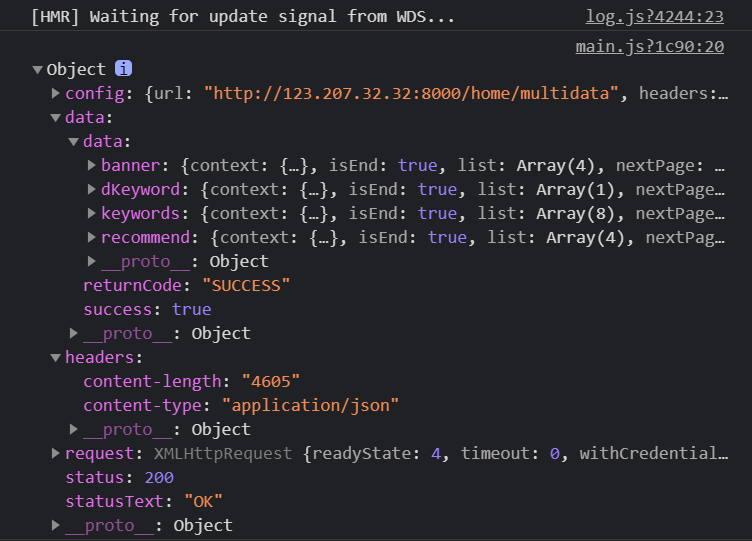 [HMR] Waiting for update signal from WDS... log.js?4244:23
main.js?1c90:20
Object i
config: {url: "http://123.207.32.32:8000/home/multidata", headers:…
data:
data:
banner: {context: {…}, isEnd: true, list: Array(4), nextPage: …
dKeyword: {context: {…}, isEnd: true, list: Array(1), nextPage…
keywords: {context: {…}, isEnd: true, list: Array(8), nextPage…
recommend: {context: {…}, isEnd: true, list: Array(4), nextPag…
__proto__: Object
returnCode: "SUCCESS"
success: true
__proto__: Object
headers:
content-length: "4605"
content-type: "application/json"
__proto__: Object
request: XMLHttpRequest {readyState: 4, timeout: 0, withCredential…
status: 200
statusText: "OK"
__proto__: Object